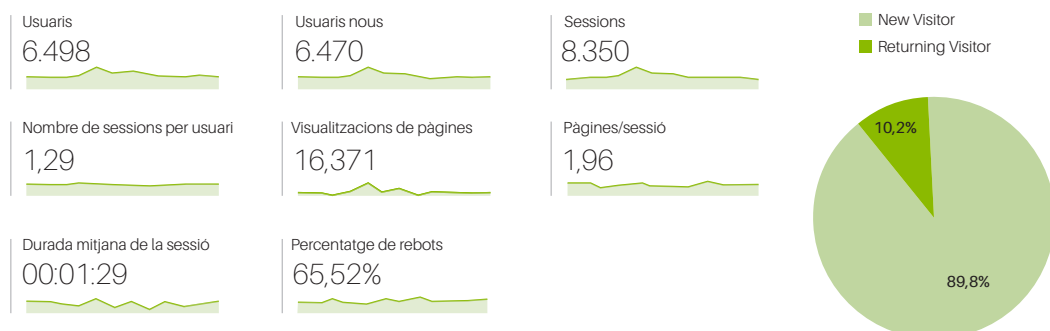 Usuaris
6.498
Usuaris nous
6.470
Sessions
8.350
New Visitor
Returning Visitor
Nombre de sessions per usuari
1,29
Visualitzacions de pàgines
16,371
Pàgines/sessió
1,96
10,2%
89,8%
Durada mitjana de la sessió
00:01:29
Percentatge de rebots
65,52%